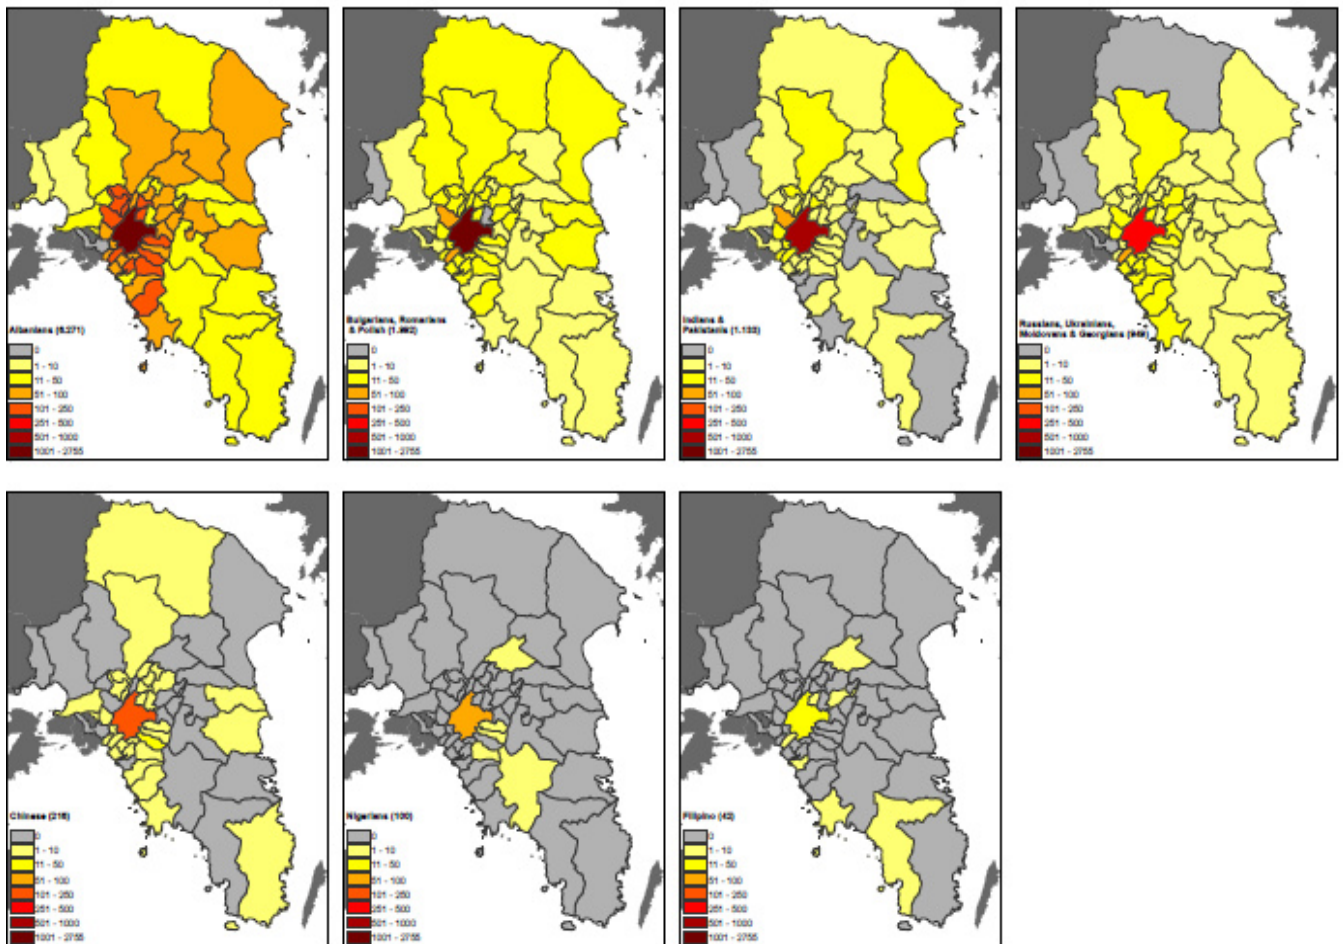 Albanians (6.271)
0
1 - 10
11 - 50
51 - 100
101 - 250
251 - 500
501 - 1000
1001 - 2755
Bulgarians, Romanians
& Polish (1.992)
0
1 - 10
11 - 50
51 - 100
101 - 250
251 - 500
501 - 1000
1001 - 2755
Indians &
Pakistanis (1.132)
0
1 - 10
11 - 50
51 - 100
101 - 250
251 - 500
501 - 1000
1001 - 2755
Russians, Ukrainians,
Moldovans & Georgians (949)
0
1 - 10
11 - 50
51 - 100
101 - 250
251 - 500
501 - 1000
1001 - 2755
Chinese (216)
0
1 - 10
11 - 50
51 - 100
101 - 250
251 - 500
501 - 1000
1001 - 2755
Nigerians (100)
0
1 - 10
11 - 50
51 - 100
101 - 250
251 - 500
501 - 1000
1001 - 2755
Filipino (42)
0
1 - 10
11 - 50
51 - 100
101 - 250
251 - 500
501 - 1000
1001 - 2755